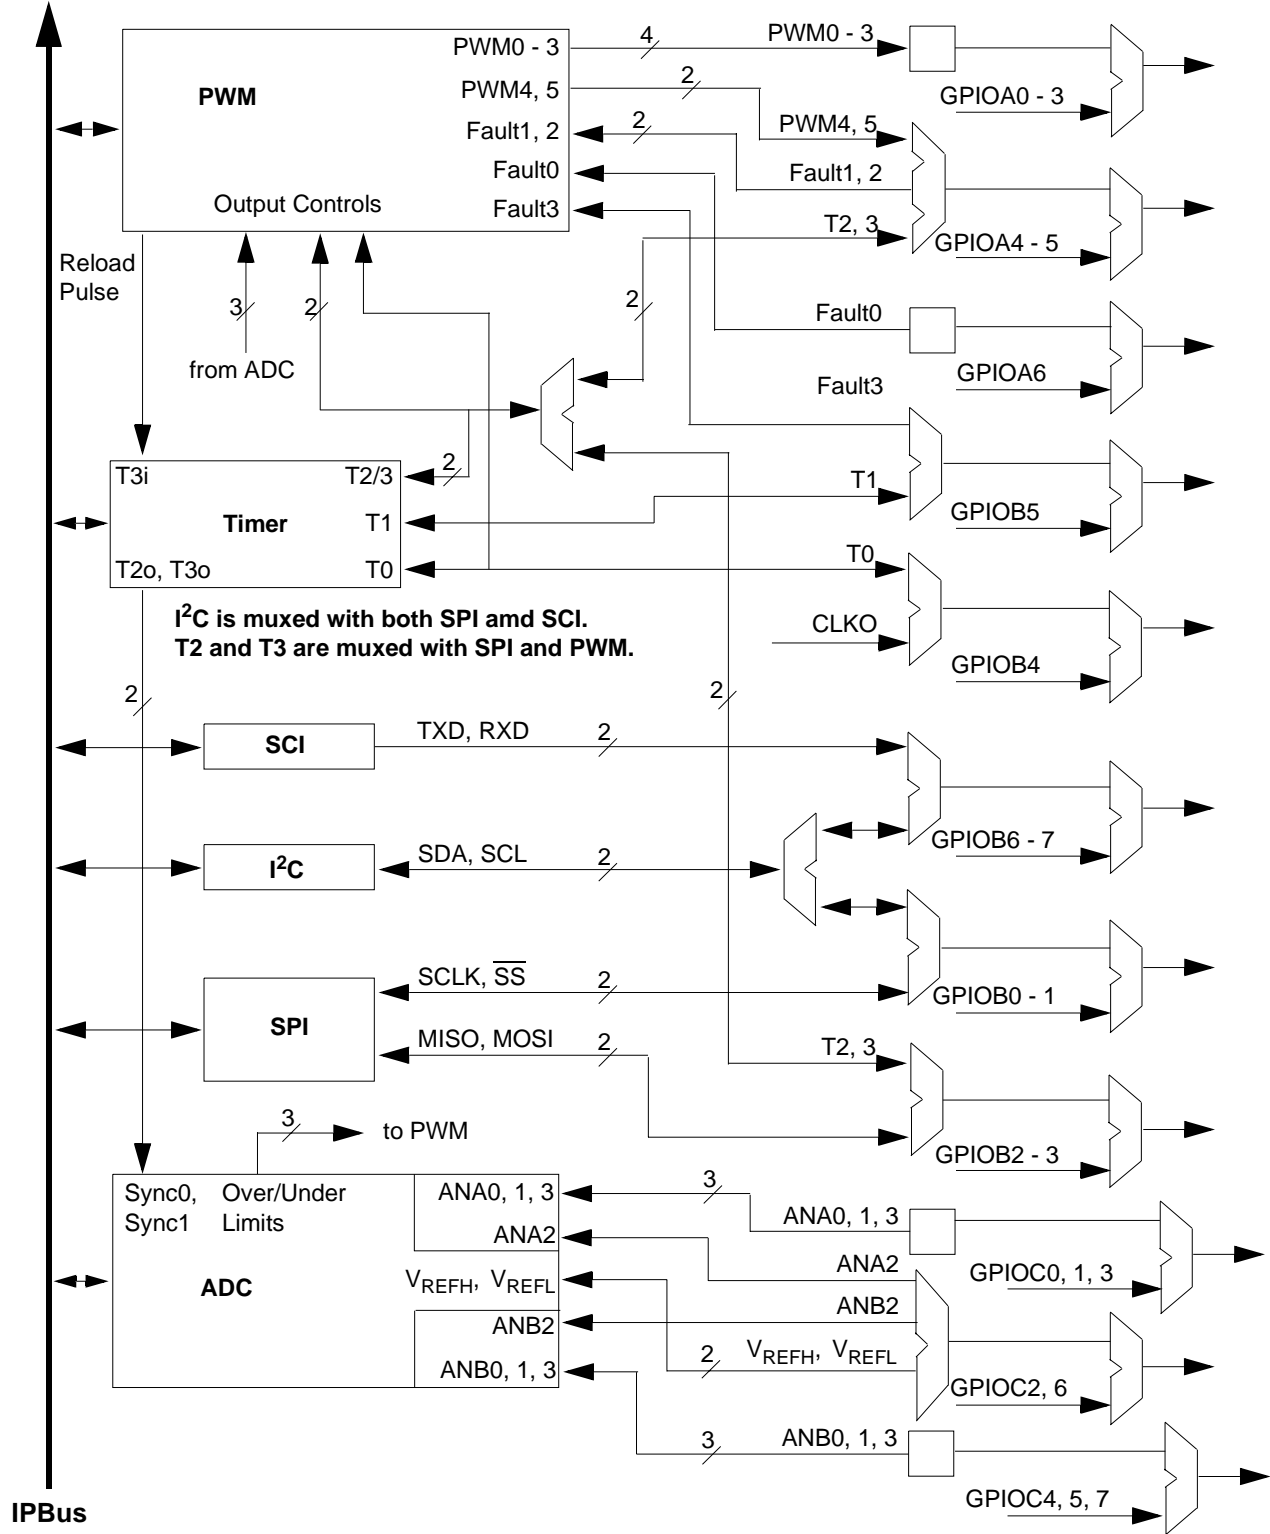 PWM
PWM0 - 3
PWM4, 5
Fault1, 2
Fault0
Fault3
Output Controls
4
2
2
PWM0 - 3
GPIOA0 - 3
PWM4, 5
Fault1, 2
T2, 3
GPIOA4 - 5
Reload
Pulse
3
2
2
from ADC
Fault0
GPIOA6
Fault3
T3i
T2/3
2
Timer
T1
T2o, T3o
T0
T1
GPIOB5
T0
CLKO
GPIOB4
I²C is muxed with both SPI amd SCI.
T2 and T3 are muxed with SPI and PWM.
2
2
SCI
TXD, RXD
2
GPIOB6 - 7
I²C
SDA, SCL
2
SPI
SCLK, S̅S̅
2
GPIOB0 - 1
MISO, MOSI
2
T2, 3
GPIOB2 - 3
3
to PWM
Sync0,
Sync1
Over/Under
Limits
ADC
ANA0, 1, 3
ANA2
VREFH, VREFL
ANB2
ANB0, 1, 3
3
ANA0, 1, 3
GPIOC0, 1, 3
ANA2
ANB2
2
VREFH, VREFL
GPIOC2, 6
3
ANB0, 1, 3
GPIOC4, 5, 7
IPBus